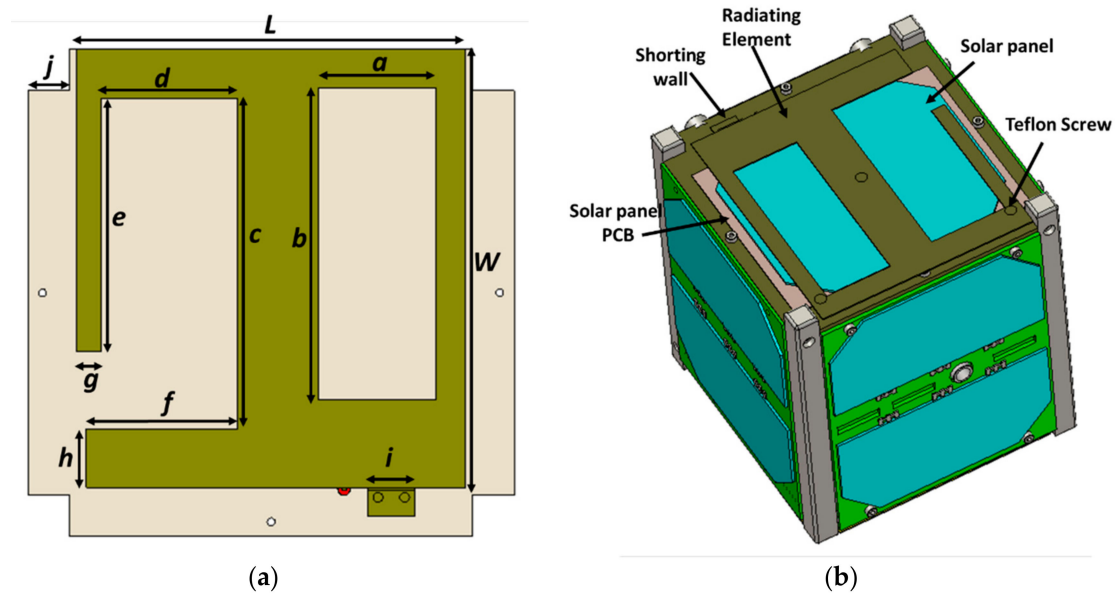 L
a
j
d
e
c
b
W
g
f
h
i
(a)
Radiating
Element
Shorting
wall
Solar panel
Teflon Screw
Solar panel
PCB
(b)